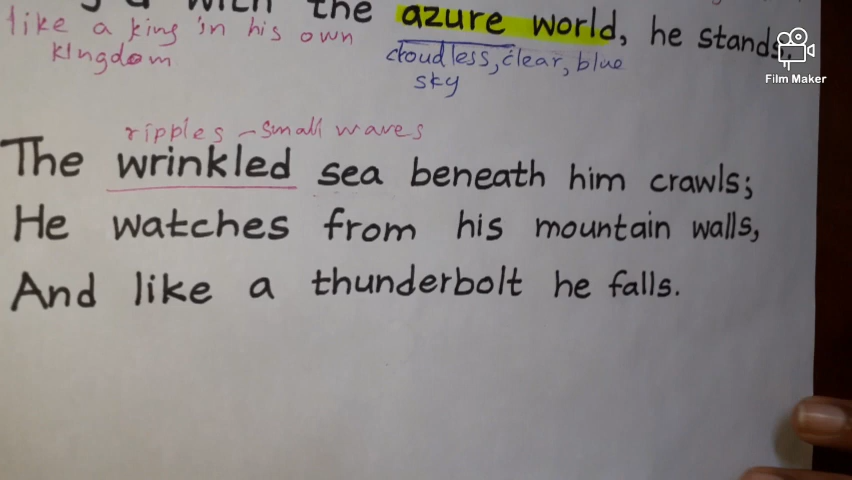 with the azure world, he stands.
like a king in his own
kingdom
cloudless, clear, blue
sky
Film Maker
ripples - small waves
The wrinkled sea beneath him crawls;
He watches from his mountain walls,
And like a thunderbolt he falls.